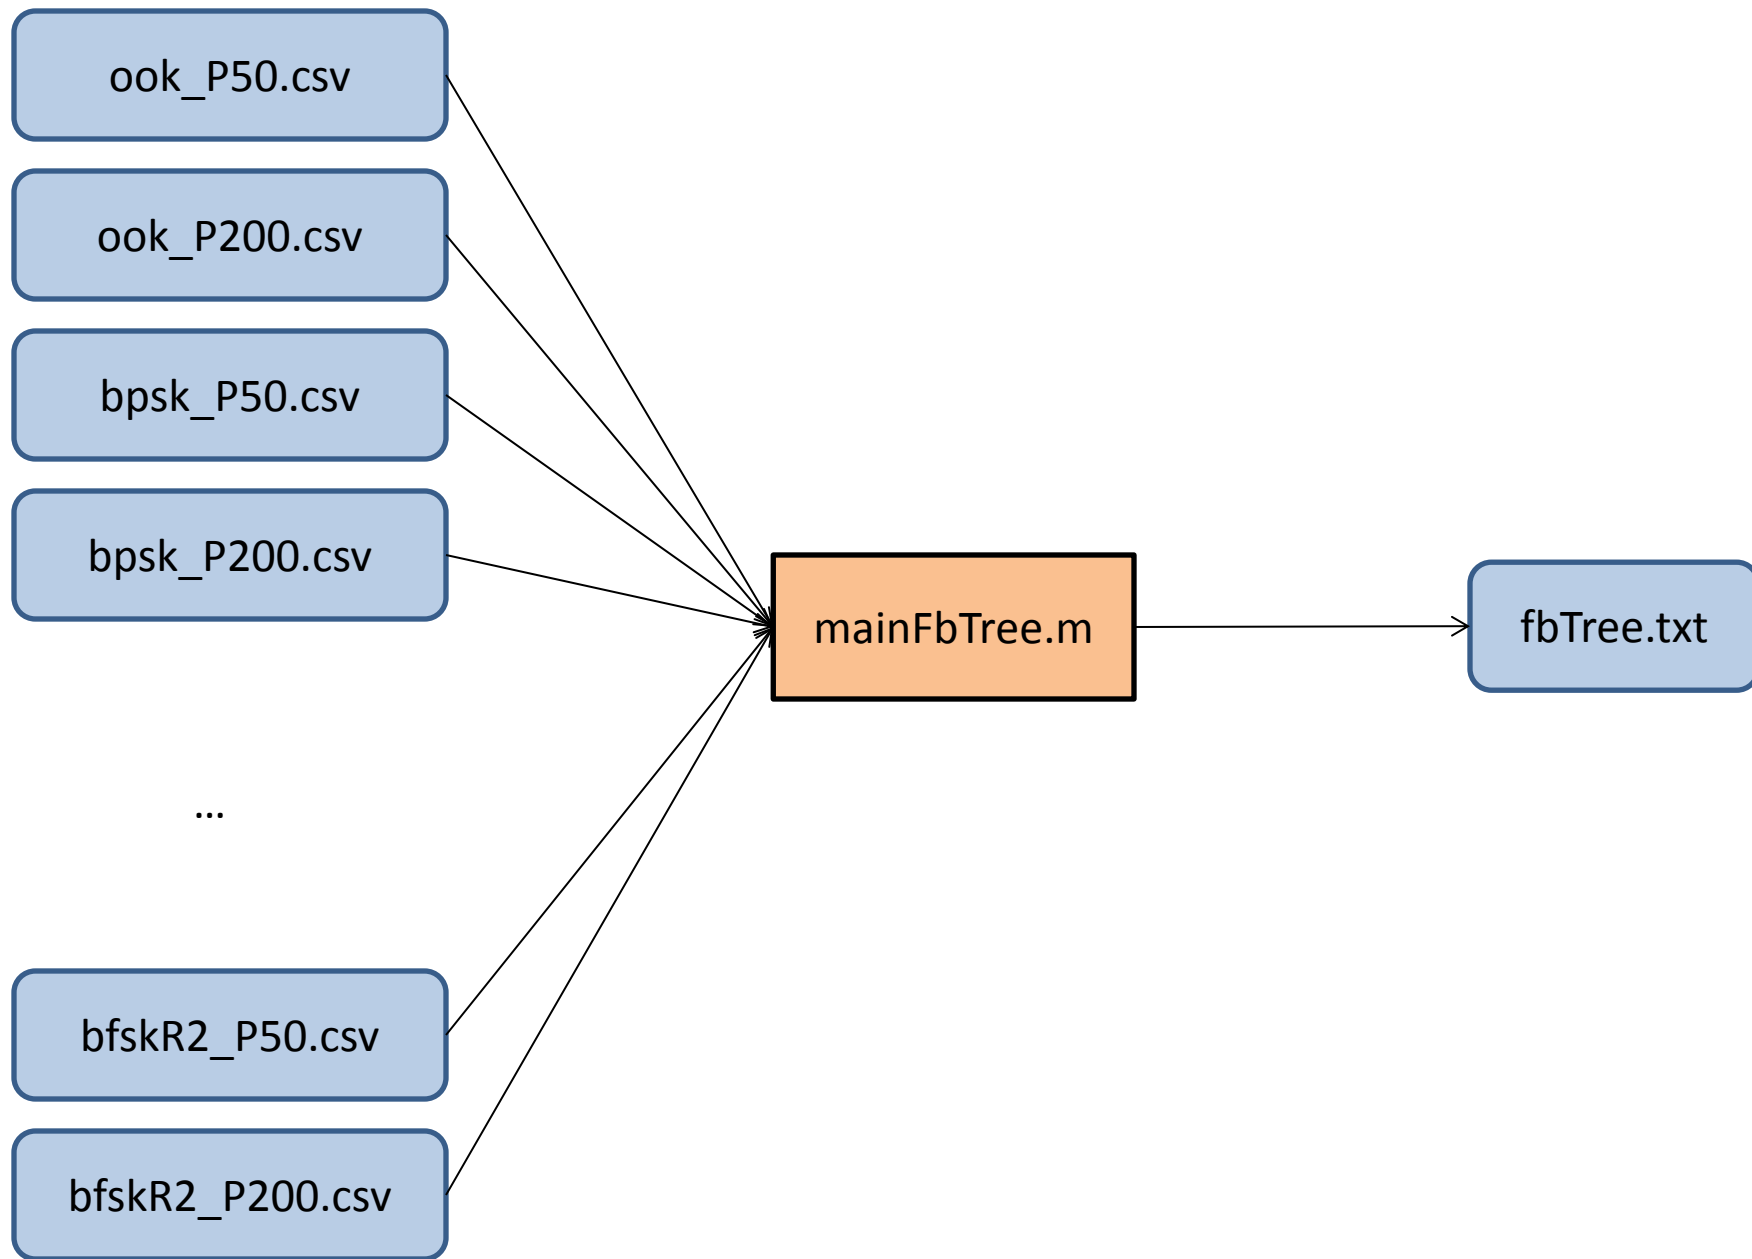 ook_P50.csv
ook_P200.csv
bpsk_P50.csv
bpsk_P200.csv
mainFbTree.m
fbTree.txt
...
bfskR2_P50.csv
bfskR2_P200.csv